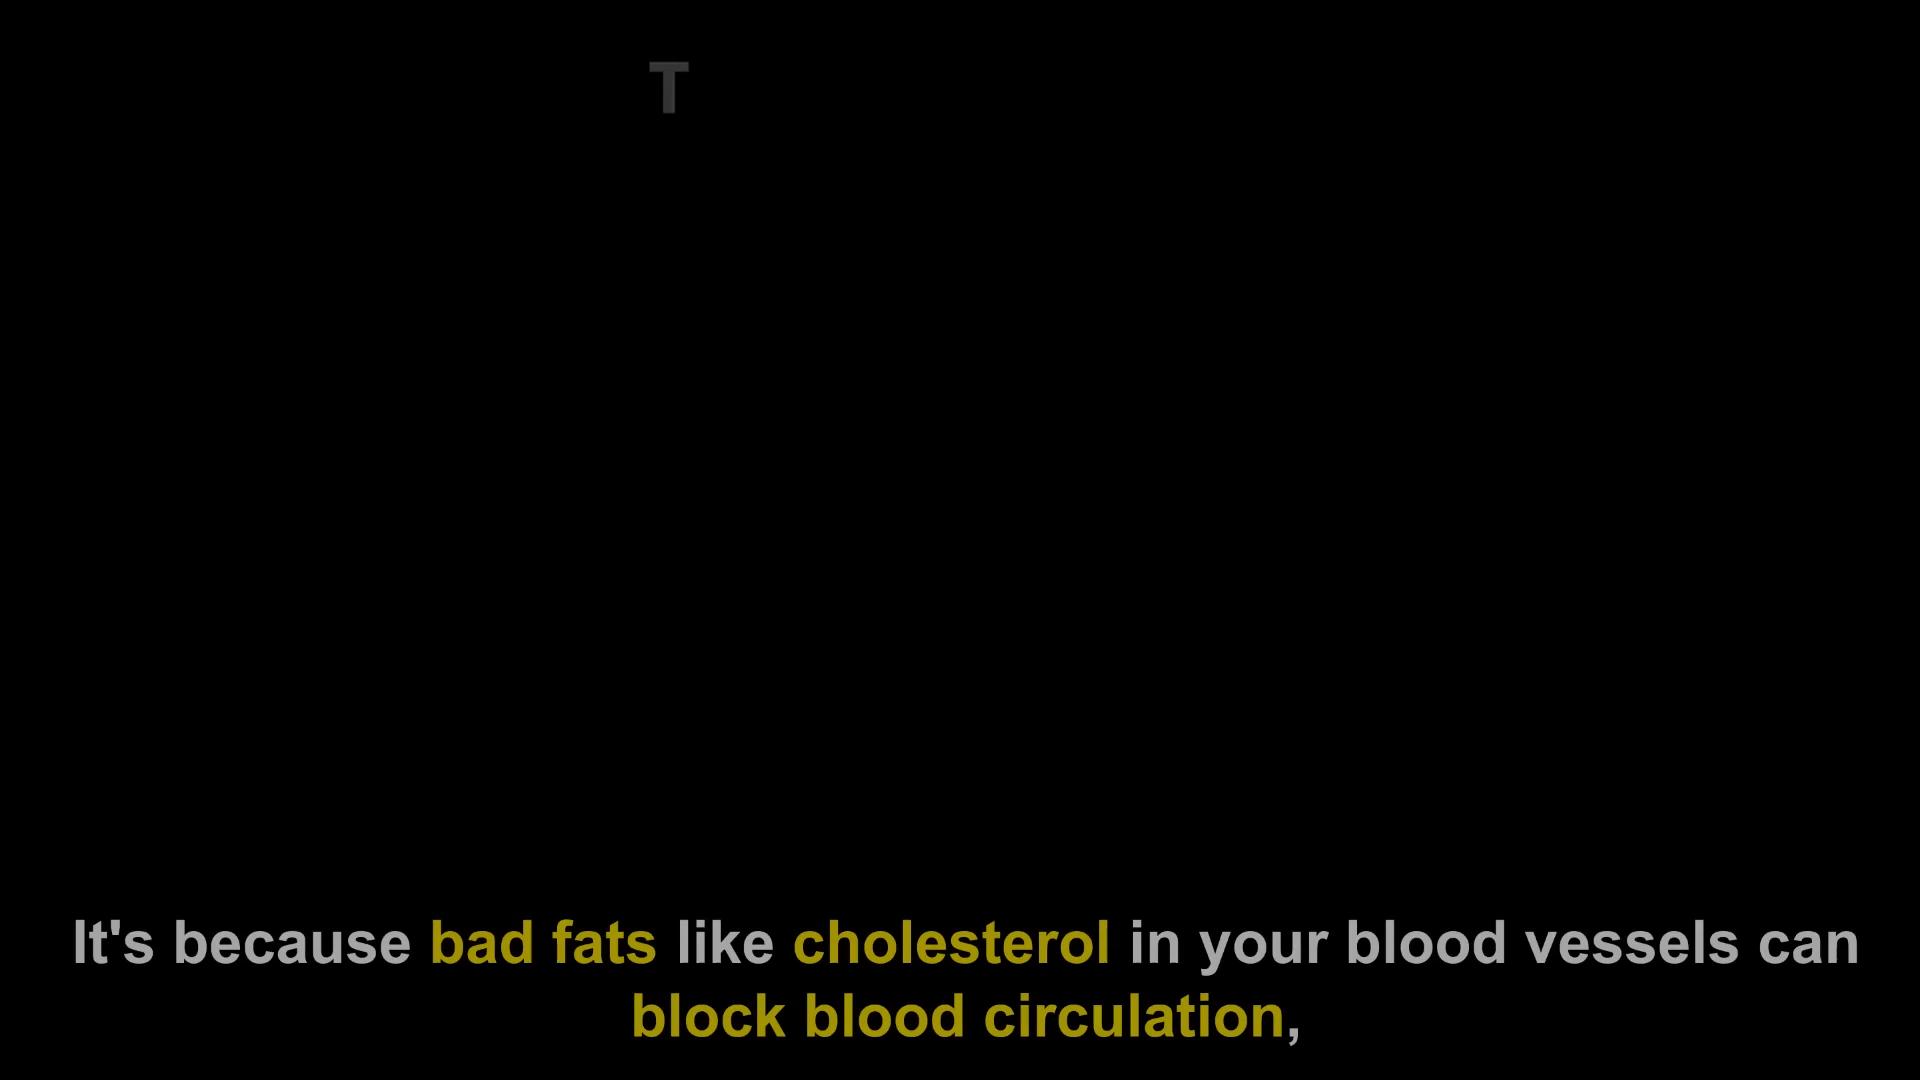 T
It's because bad fats like cholesterol in your blood vessels can
block blood circulation,